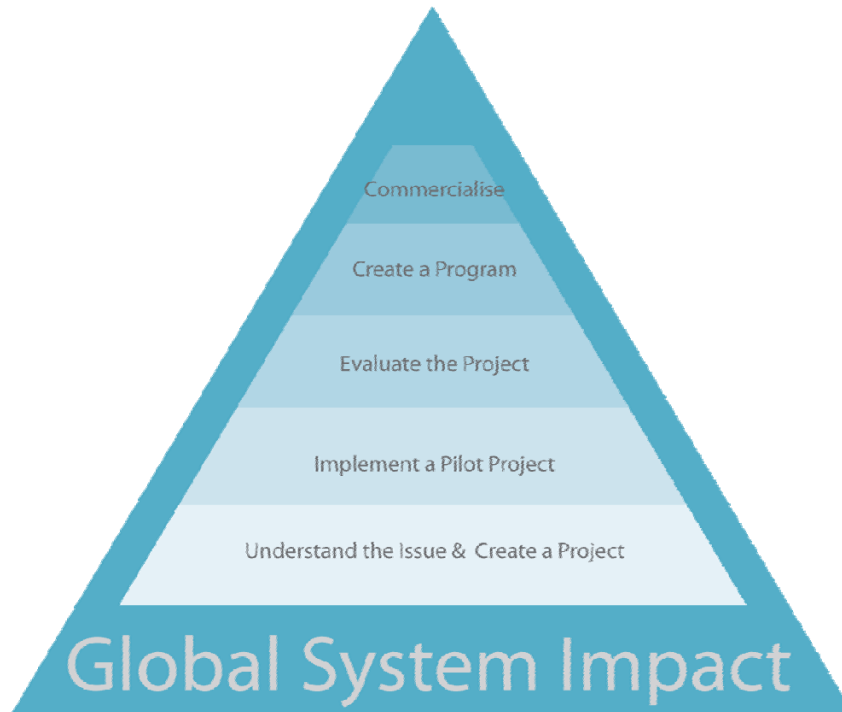 Commercialise
Create a Program
Evaluate the Project
Implement a Pilot Project
Understand the Issue & Create a Project
Global System Impact